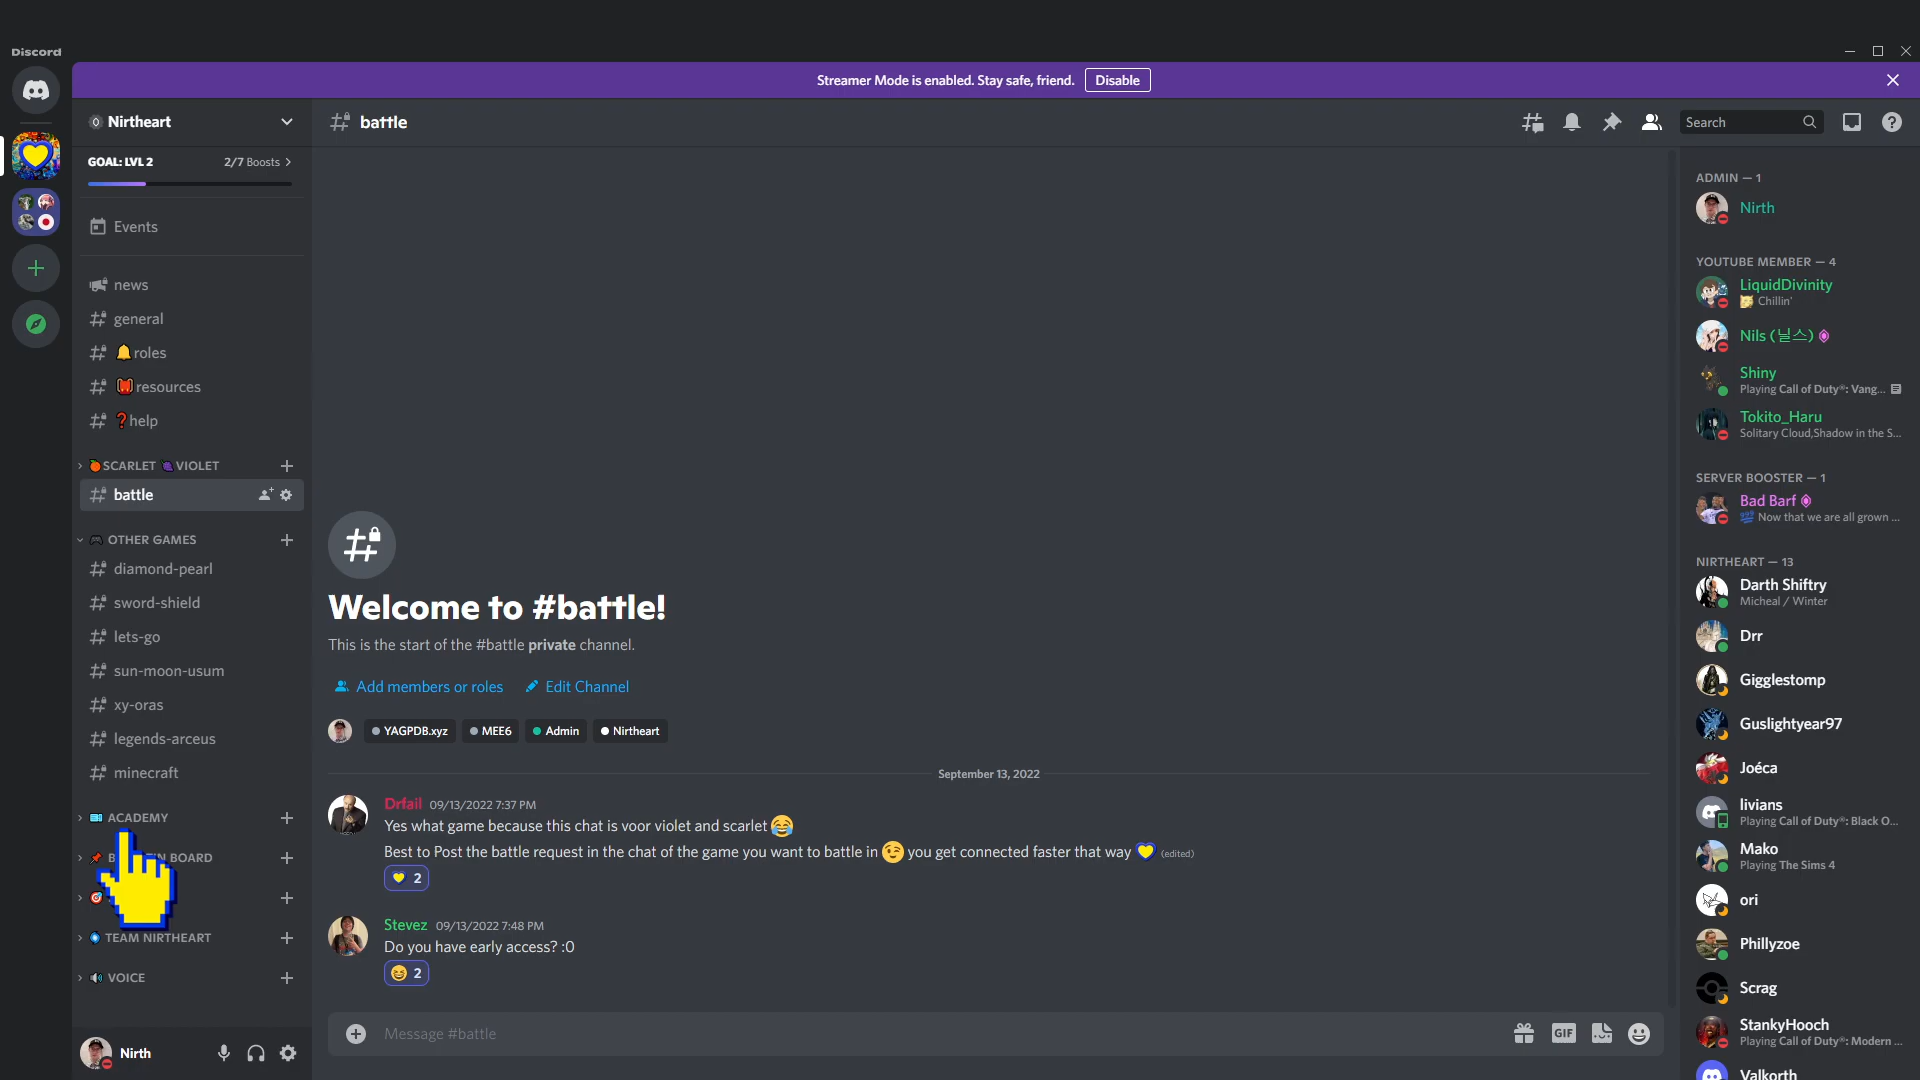 Discord
Streamer Mode is enabled. Stay safe, friend.
Disable
Nirtheart
GOAL: LVL 2
2/7 Boosts
Events
news
general
roles
resources
help
SCARLET VIOLET
battle
OTHER GAMES
diamond-pearl
sword-shield
lets-go
sun-moon-usum
xy-oras
legends-arceus
minecraft
ACADEMY
BOARD
TEAM NIRTHEART
VOICE
Nirth
battle
Search
Welcome to #battle!
This is the start of the #battle private channel.
Add members or roles
Edit Channel
YAGPDB.xyz
MEE6
Admin
Nirtheart
September 13, 2022
Drfail 09/13/2022 7:37 PM
Yes what game because this chat is voor violet and scarlet 😂
Best to Post the battle request in the chat of the game you want to battle in 😉 you get connected faster that way 💛 (edited)
💛 2
Stevez 09/13/2022 7:48 PM
Do you have early access? :O
😆 2
Message #battle
GIF
ADMIN — 1
Nirth
YOUTUBE MEMBER — 4
LiquidDivinity
Chillin'
Nils (닐스)
Shiny
Playing Call of Duty®: Vang...
Tokito_Haru
Solitary Cloud,Shadow in the S...
SERVER BOOSTER — 1
Bad Barf
💯 Now that we are all grown ...
NIRTHEART — 13
Darth Shiftry
Micheal / Winter
Drr
Gigglestomp
Guslightyear97
Joéca
livians
Playing Call of Duty®: Black O...
Mako
Playing The Sims 4
ori
Phillyzoe
Scrag
StankyHooch
Playing Call of Duty®: Modern ...
Valkorth